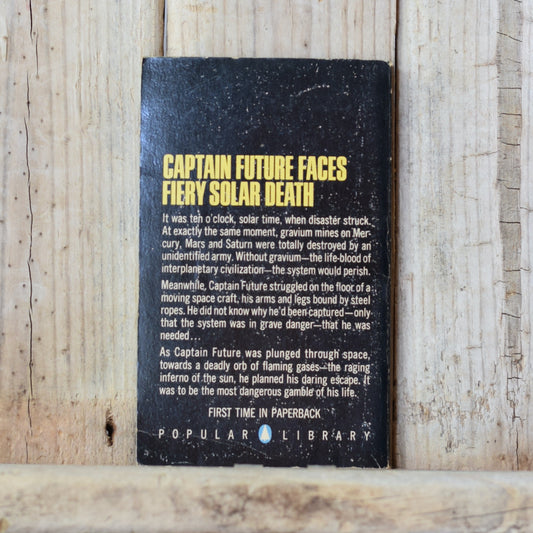 CAPTAIN FUTURE FACES
FIERY SOLAR DEATH
It was ten o'clock, solar time, when disaster struck.
At exactly the same moment, gravium mines on Mer-
cury, Mars and Saturn were totally destroyed by an
unidentified army. Without gravium—the life-blood of
interplanetary civilization—the system would perish.
Meanwhile, Captain Future struggled on the floor of a
moving space craft, his arms and legs bound by steel
ropes. He did not know why he'd been captured—only
that the system was in grave danger—that he was
needed...
As Captain Future was plunged through space,
towards a deadly orb of flaming gases—the raging
inferno of the sun, he planned his daring escape. It
was to be the most dangerous gamble of his life.
FIRST TIME IN PAPERBACK
POPULAR LIBRARY